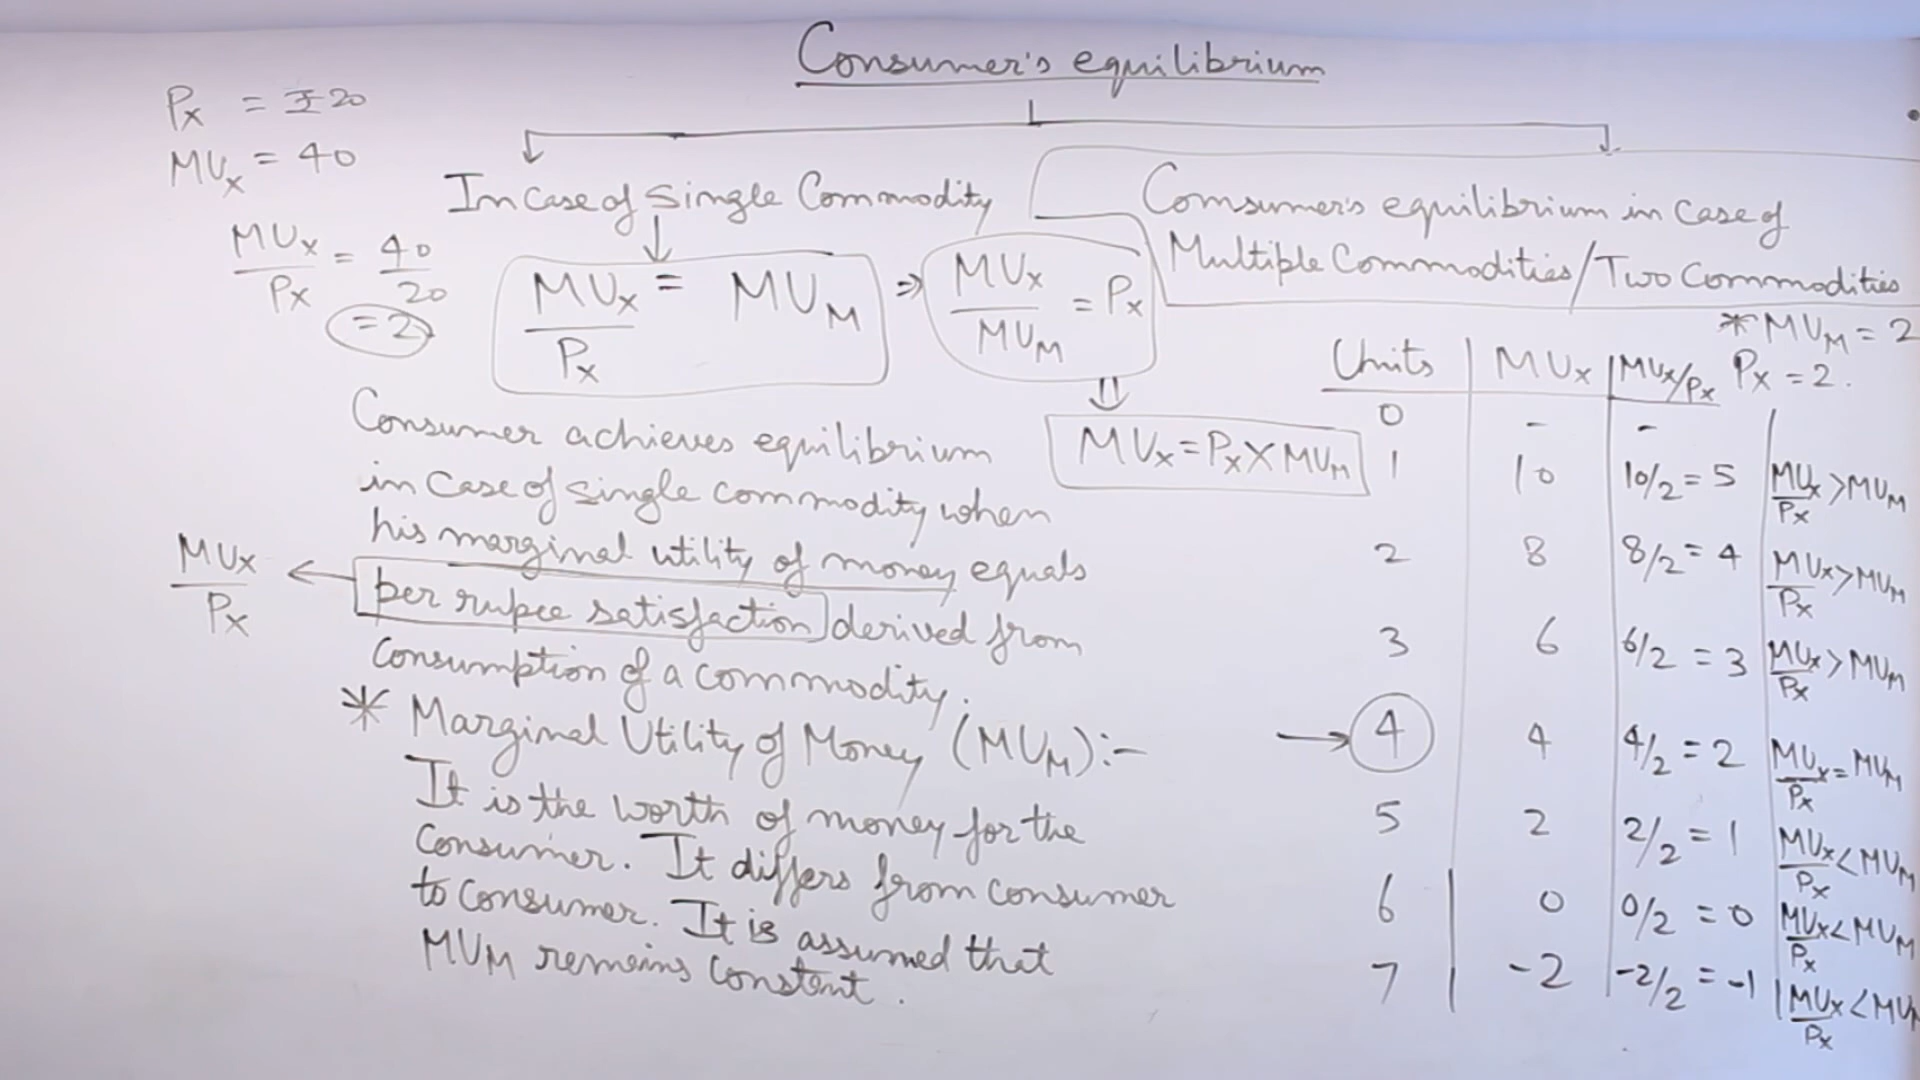 Consumer's equilibrium
Px = ₹20
MUx = 40
MUx/Px = 40/20
= 2
In case of Single Commodity
MUx/Px = MUM ⇒ MUx/MUM = Px
⇓
MUx = Px × MUM
Consumer achieves equilibrium
in case of single commodity when
his marginal utility of money equals
MUx/Px ← per rupee satisfaction derived from
consumption of a commodity.
* Marginal Utility of Money (MUM):-
It is the worth of money for the
consumer. It differs from consumer
to consumer. It is assumed that
MUM remains constent.
Comsumer's equilibrium in case of
Multiple Commodities/Two Commodities
* MUM = 2
Units | MUx | MUx/Px Px = 2.
0 - -
1 10 10/2 = 5 MUx/Px > MUM
2 8 8/2 = 4 MUx/Px > MUM
3 6 6/2 = 3 MUx/Px > MUM
→ 4 4 4/2 = 2 MUx/Px = MUM
5 2 2/2 = 1 MUx/Px < MUM
6 0 0/2 = 0 MUx/Px < MUM
7 -2 -2/2 = -1 MUx/Px < MUM